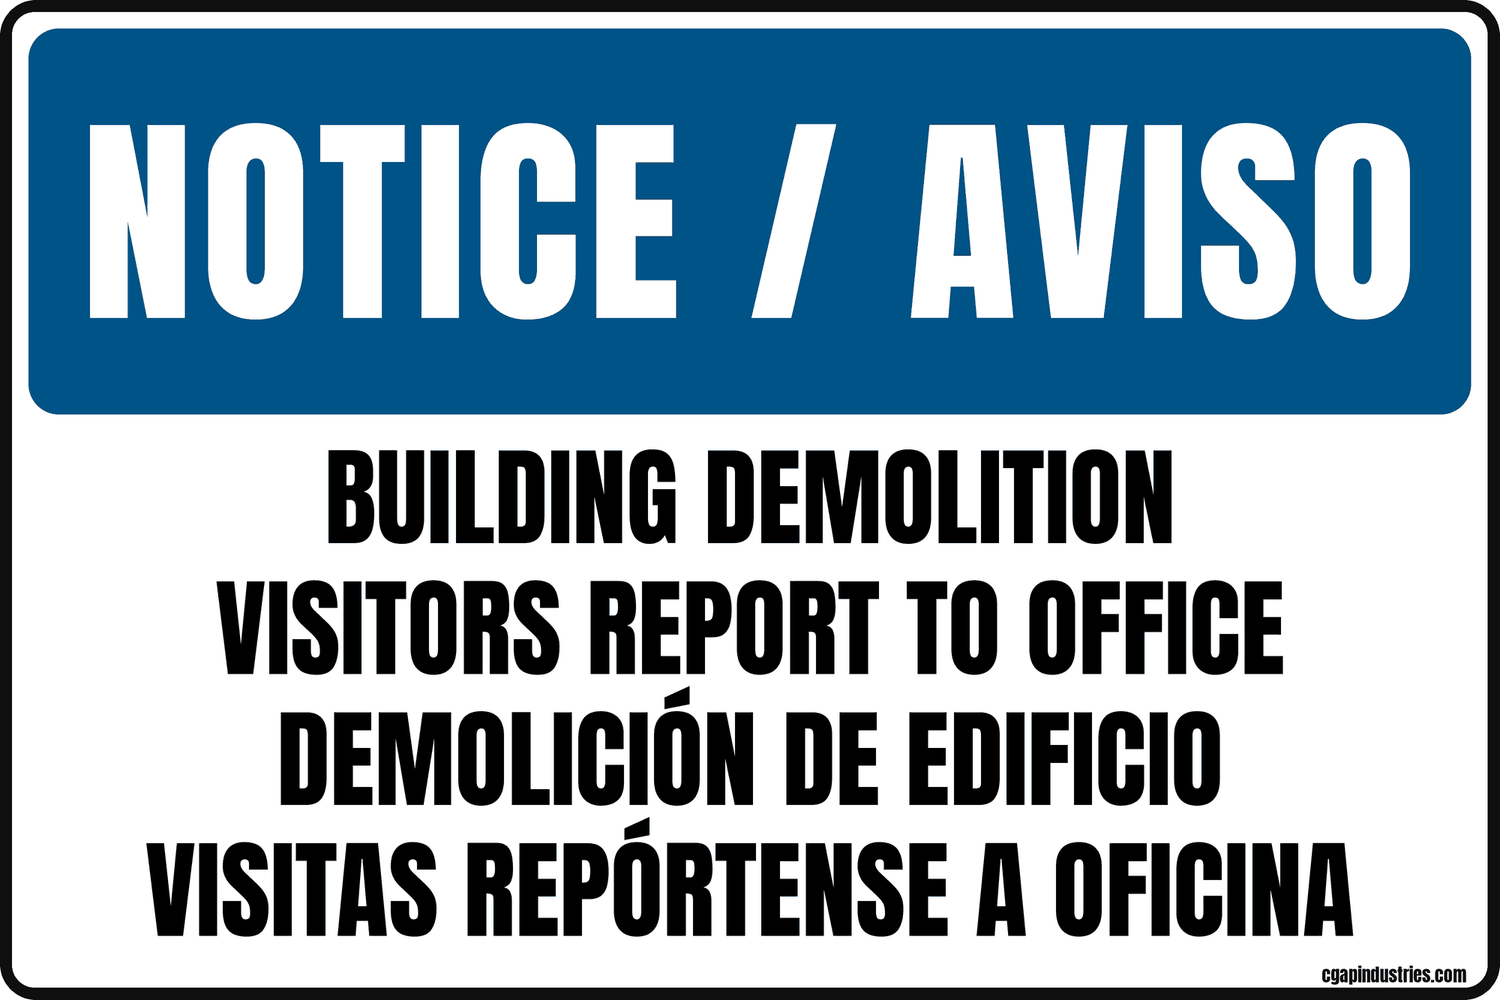 NOTICE / AVISO
BUILDING DEMOLITION
VISITORS REPORT TO OFFICE
DEMOLICIÓN DE EDIFICIO
VISITAS REPÓRTENSE A OFICINA
cgapindustries.com